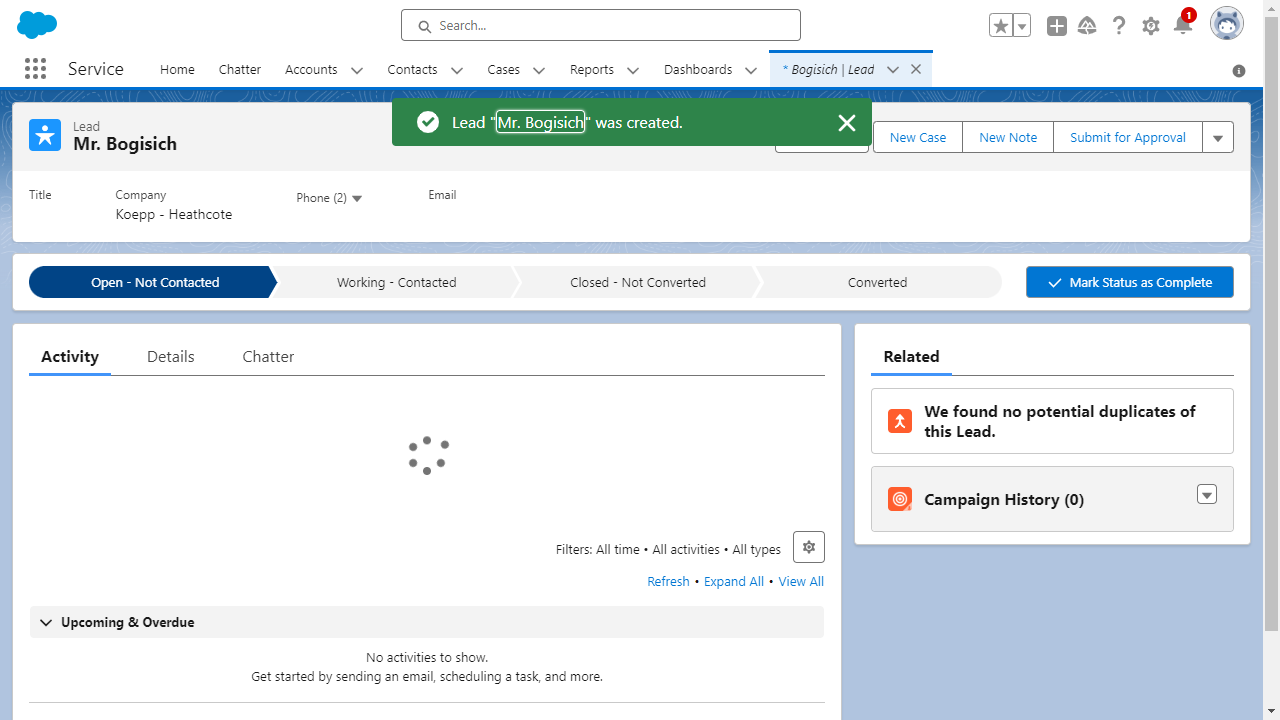 Search...
1
Service
Home
Chatter
Accounts
Contacts
Cases
Reports
Dashboards
* Bogisich | Lead
Lead "Mr. Bogisich" was created.
Lead
Mr. Bogisich
New Case
New Note
Submit for Approval
Title
Company
Koepp - Heathcote
Phone (2)
Email
Open - Not Contacted
Working - Contacted
Closed - Not Converted
Converted
Mark Status as Complete
Activity
Details
Chatter
Filters: All time • All activities • All types
Refresh • Expand All • View All
Upcoming & Overdue
No activities to show.
Get started by sending an email, scheduling a task, and more.
Related
We found no potential duplicates of
this Lead.
Campaign History (0)